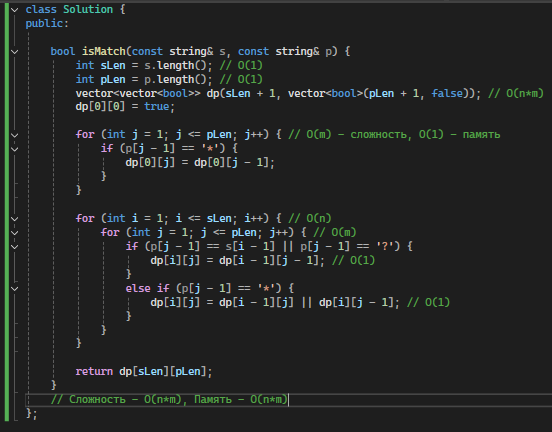 class Solution {
public:
bool isMatch(const string& s, const string& p) {
int sLen = s.length(); // O(1)
int pLen = p.length(); // O(1)
vector<vector<bool>> dp(sLen + 1, vector<bool>(pLen + 1, false)); // O(n*m)
dp[0][0] = true;
for (int j = 1; j <= pLen; j++) { // O(m) - сложность, O(1) - память
if (p[j - 1] == '*') {
dp[0][j] = dp[0][j - 1];
}
}
for (int i = 1; i <= sLen; i++) { // O(n)
for (int j = 1; j <= pLen; j++) { // O(m)
if (p[j - 1] == s[i - 1] || p[j - 1] == '?') {
dp[i][j] = dp[i - 1][j - 1]; // O(1)
}
else if (p[j - 1] == '*') {
dp[i][j] = dp[i - 1][j] || dp[i][j - 1]; // O(1)
}
}
}
return dp[sLen][pLen];
}
// Сложность - O(n*m), Память - O(n*m)
};